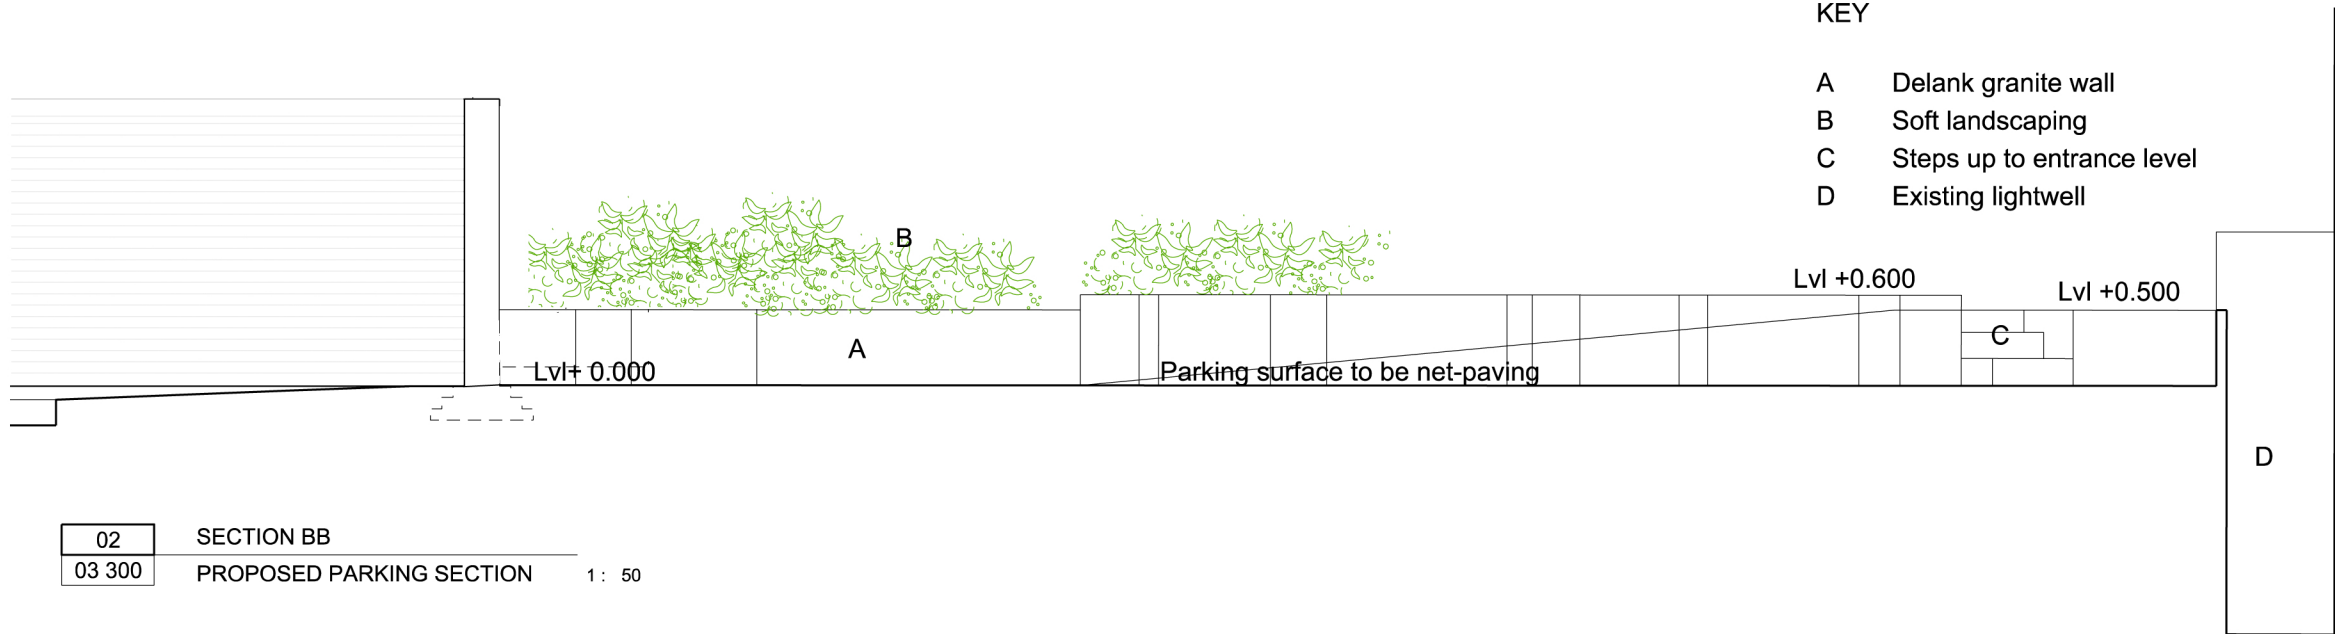 KEY
A Delank granite wall
B Soft landscaping
C Steps up to entrance level
D Existing lightwell
B
Lvl +0.600
Lvl +0.500
C
A
Lvl+ 0.000
Parking surface to be net-paving
D
02 SECTION BB
03 300 PROPOSED PARKING SECTION 1 : 50